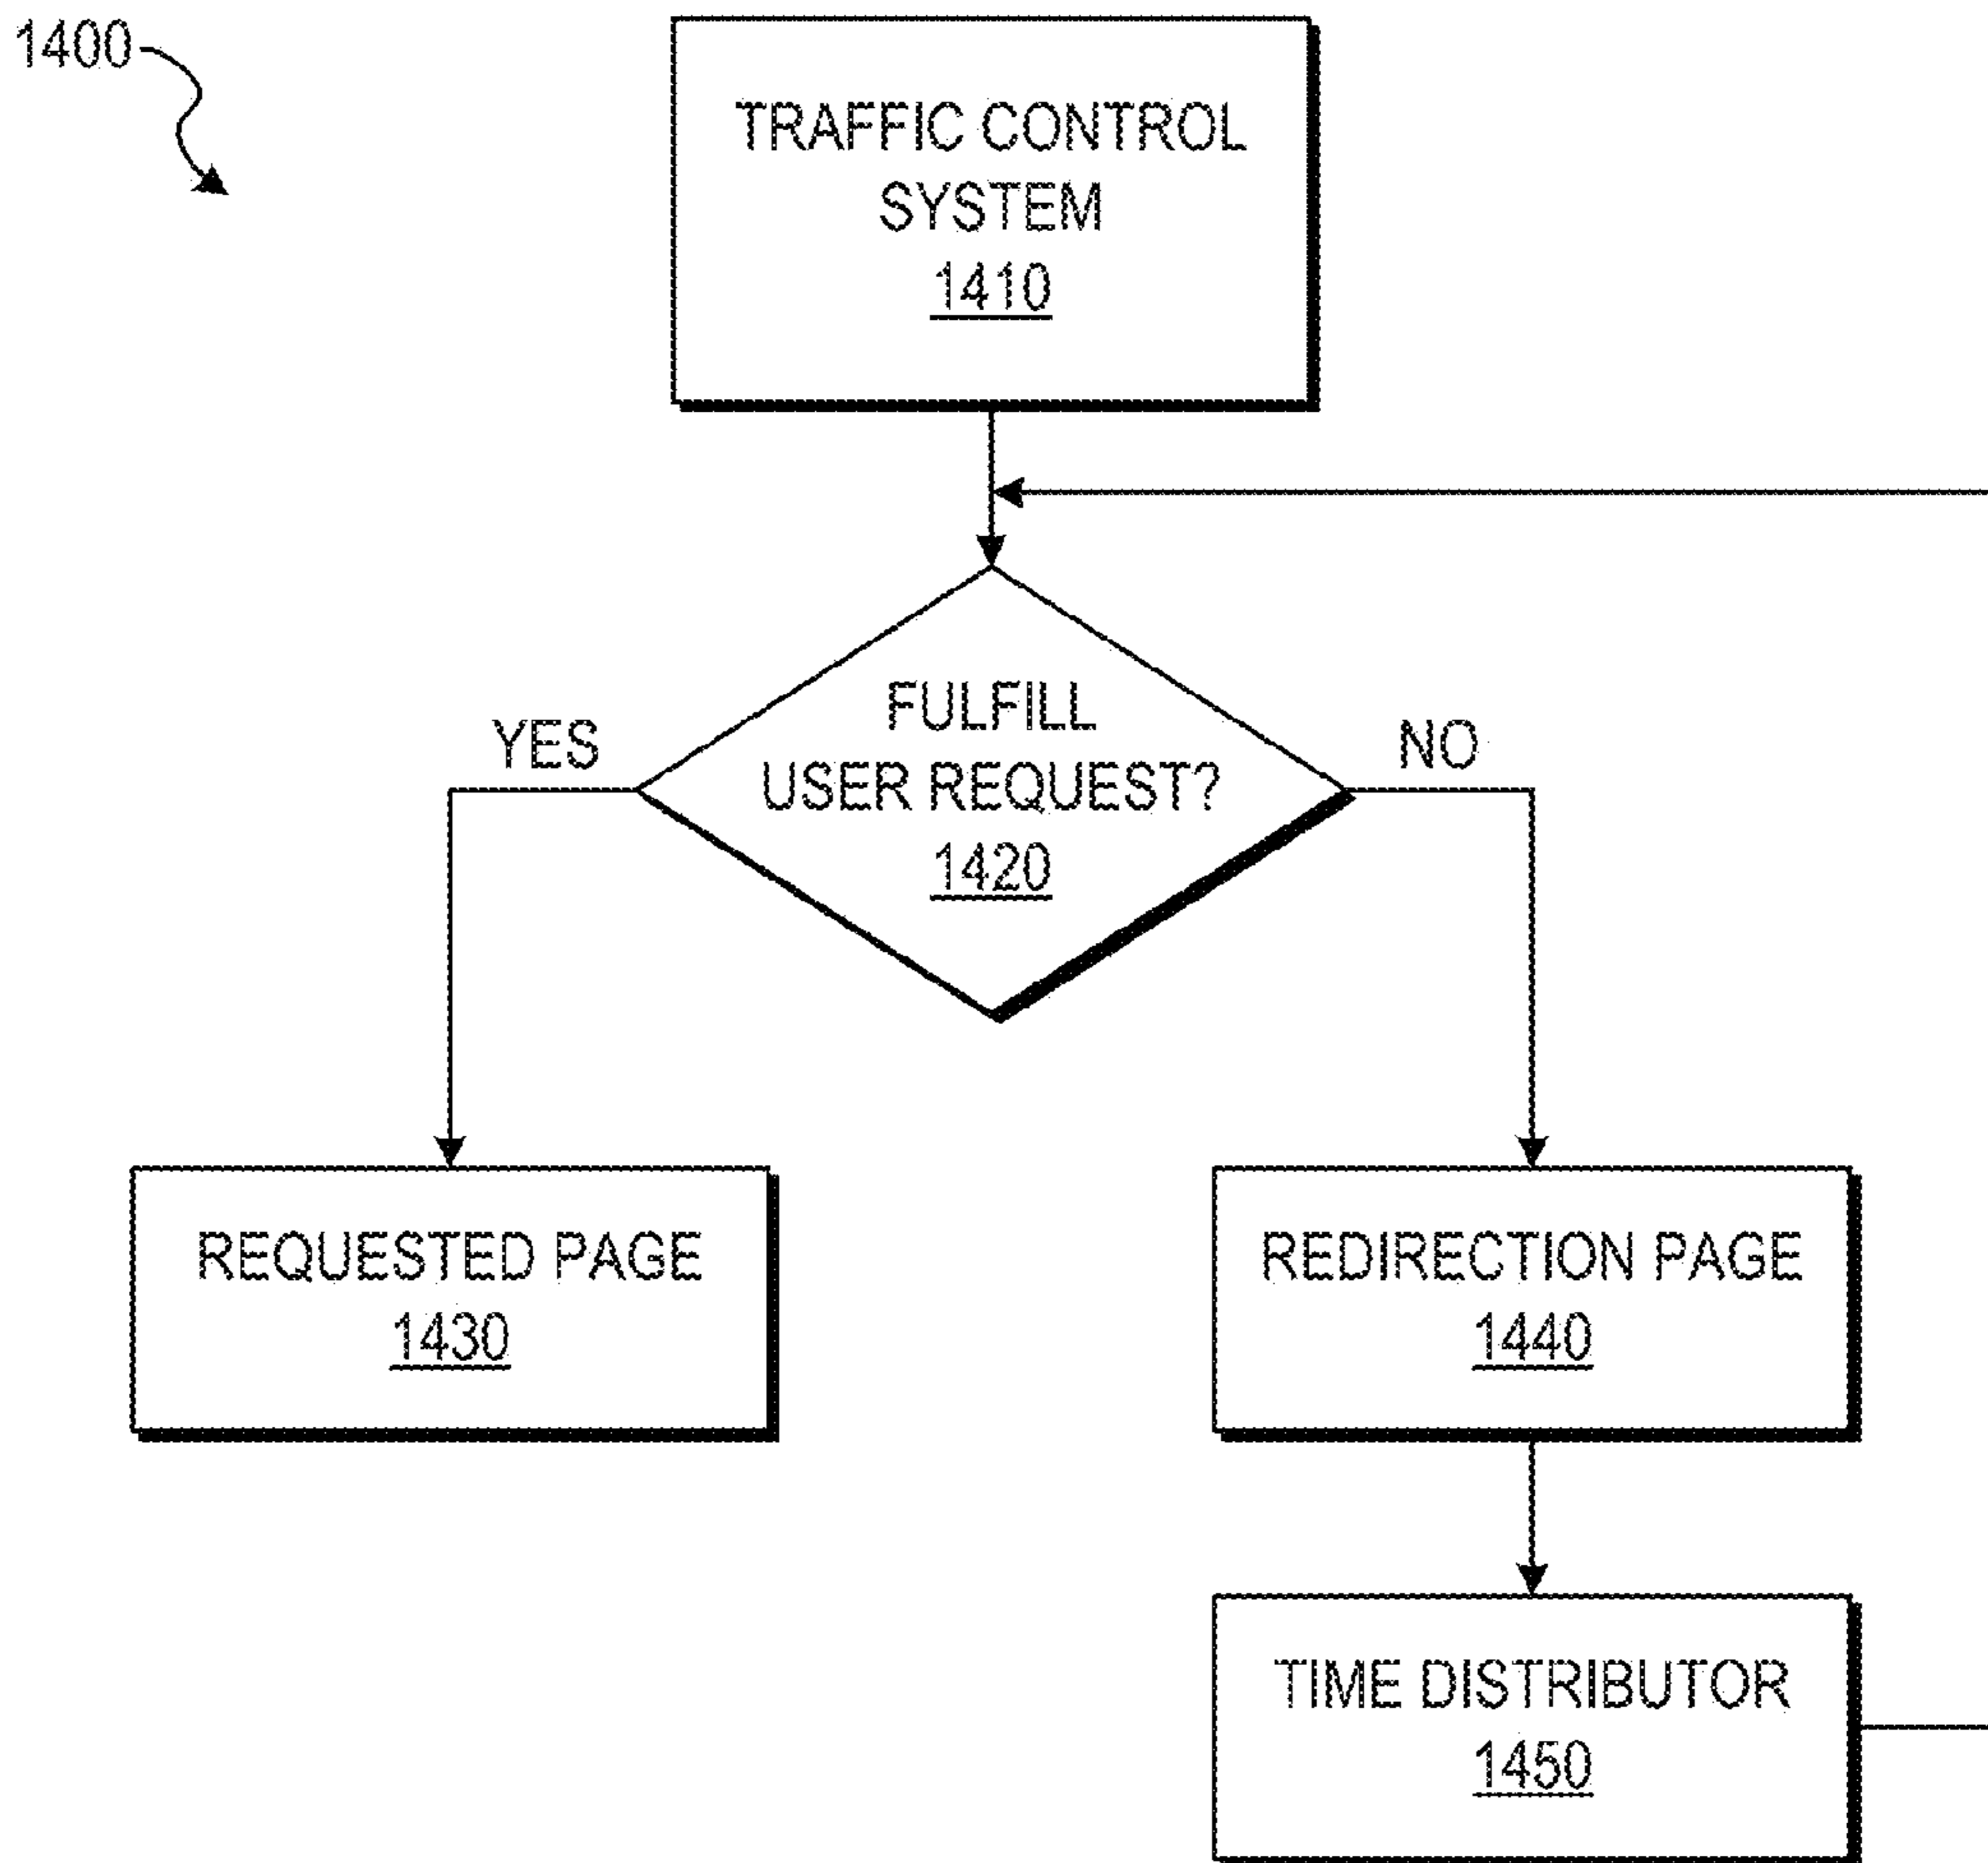 1400
TRAFFIC CONTROL
SYSTEM
1410
FULFILL
USER REQUEST?
1420
YES
NO
REQUESTED PAGE
1430
REDIRECTION PAGE
1440
TIME DISTRIBUTOR
1450